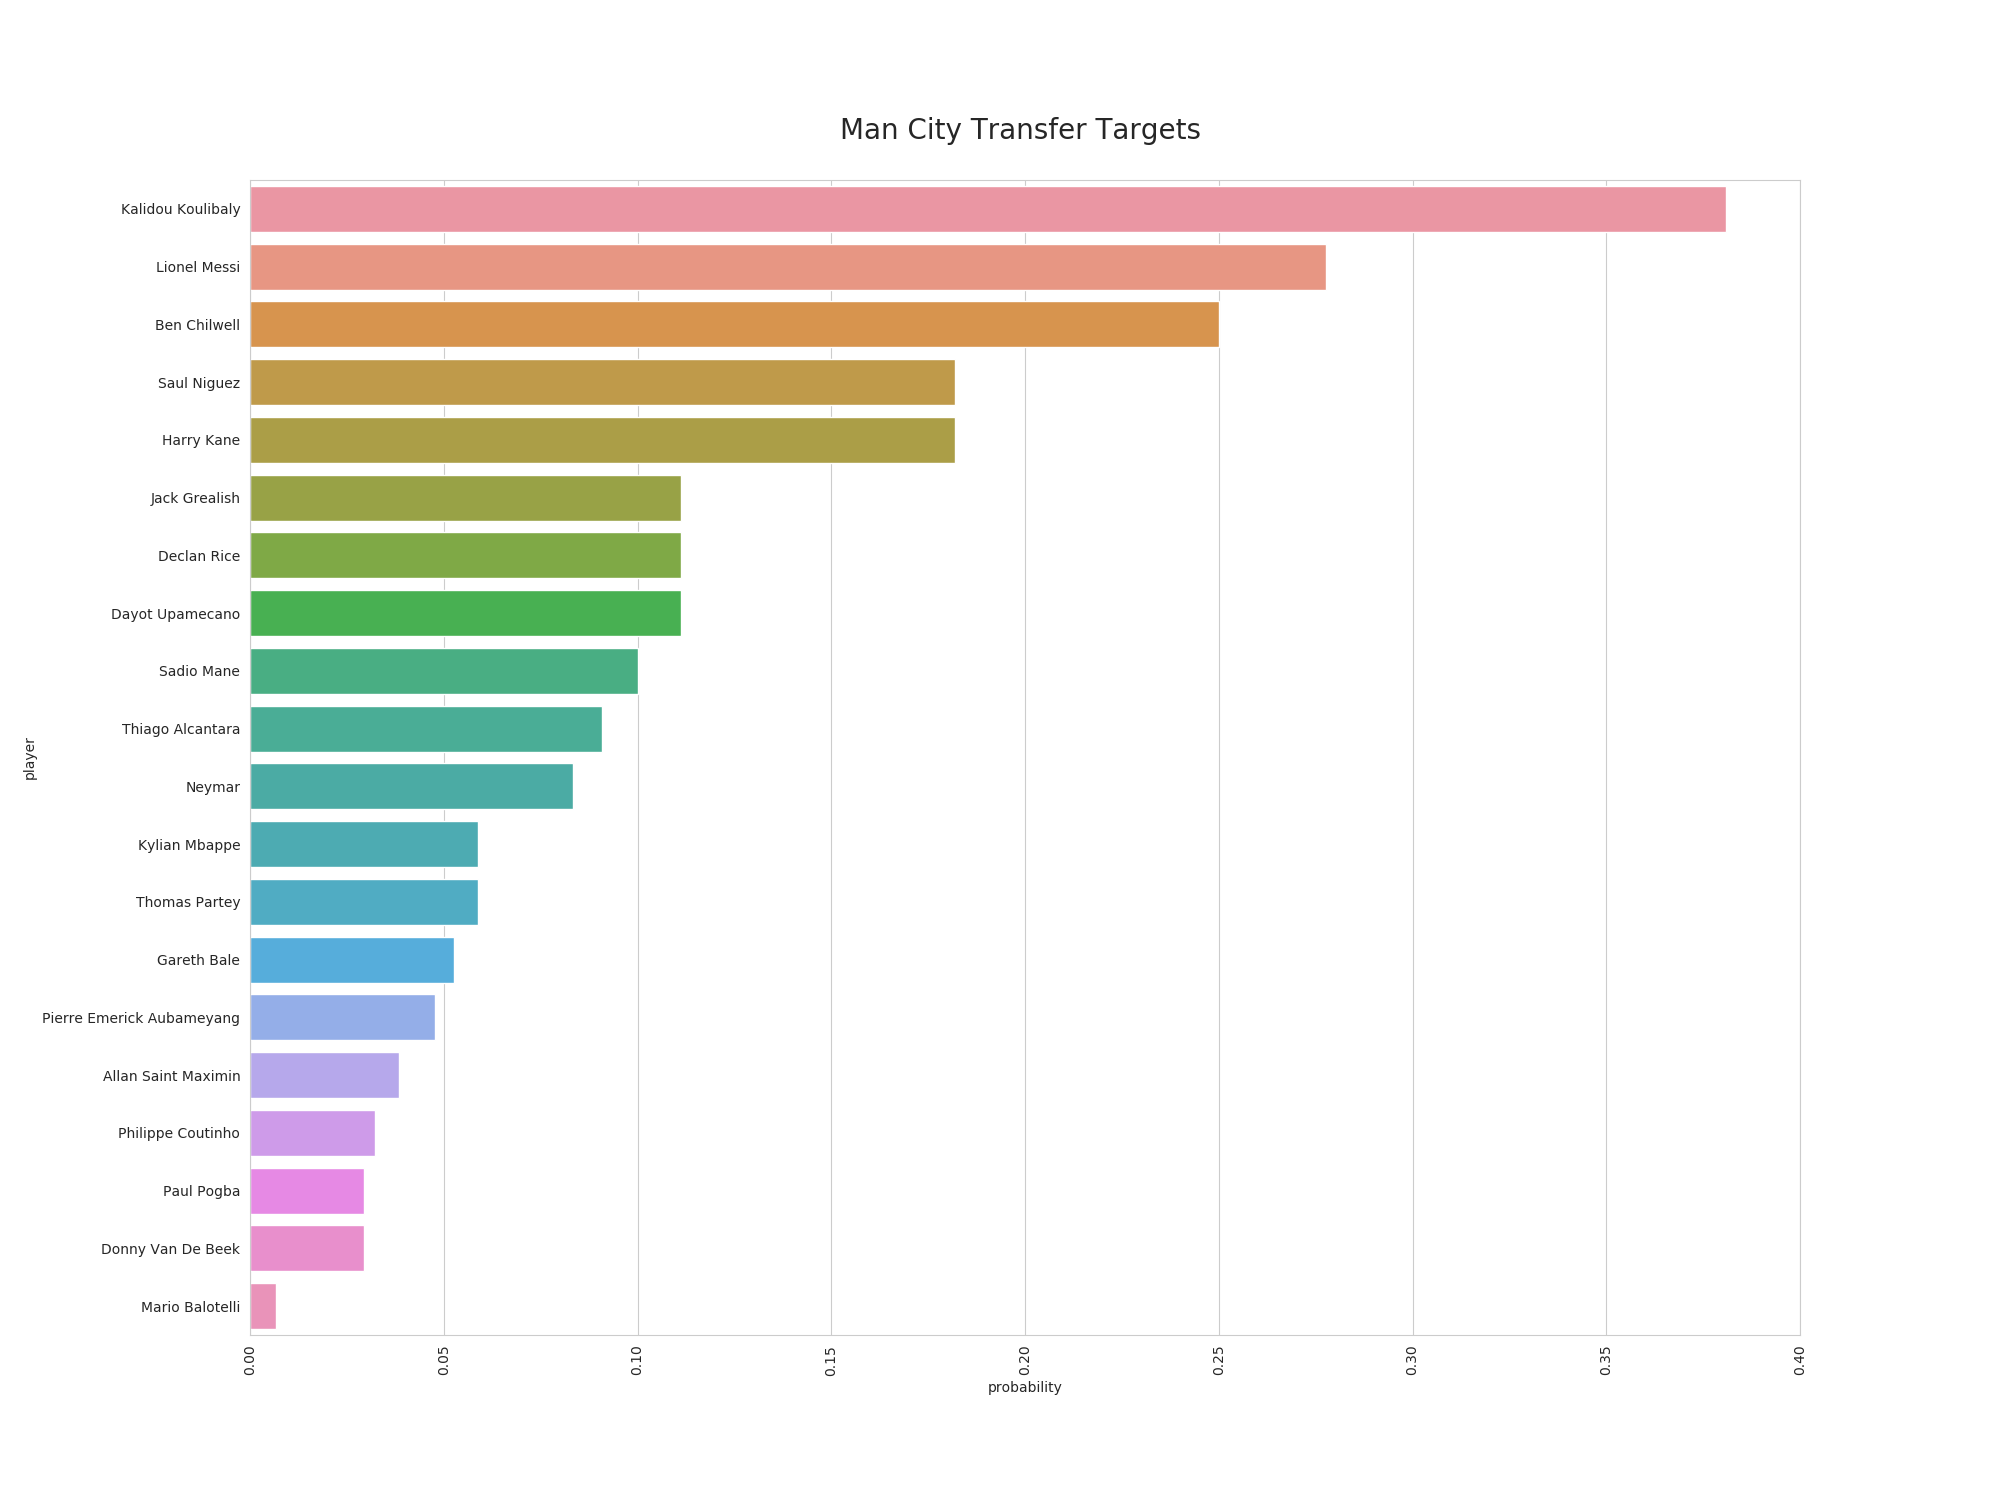 Man City Transfer Targets
Kalidou Koulibaly
Lionel Messi
Ben Chilwell
Saul Niguez
Harry Kane
Jack Grealish
Declan Rice
Dayot Upamecano
Sadio Mane
Thiago Alcantara
Neymar
Kylian Mbappe
Thomas Partey
Gareth Bale
Pierre Emerick Aubameyang
Allan Saint Maximin
Philippe Coutinho
Paul Pogba
Donny Van De Beek
Mario Balotelli
player
0.00 0.05 0.10 0.15 0.20 0.25 0.30 0.35 0.40
probability